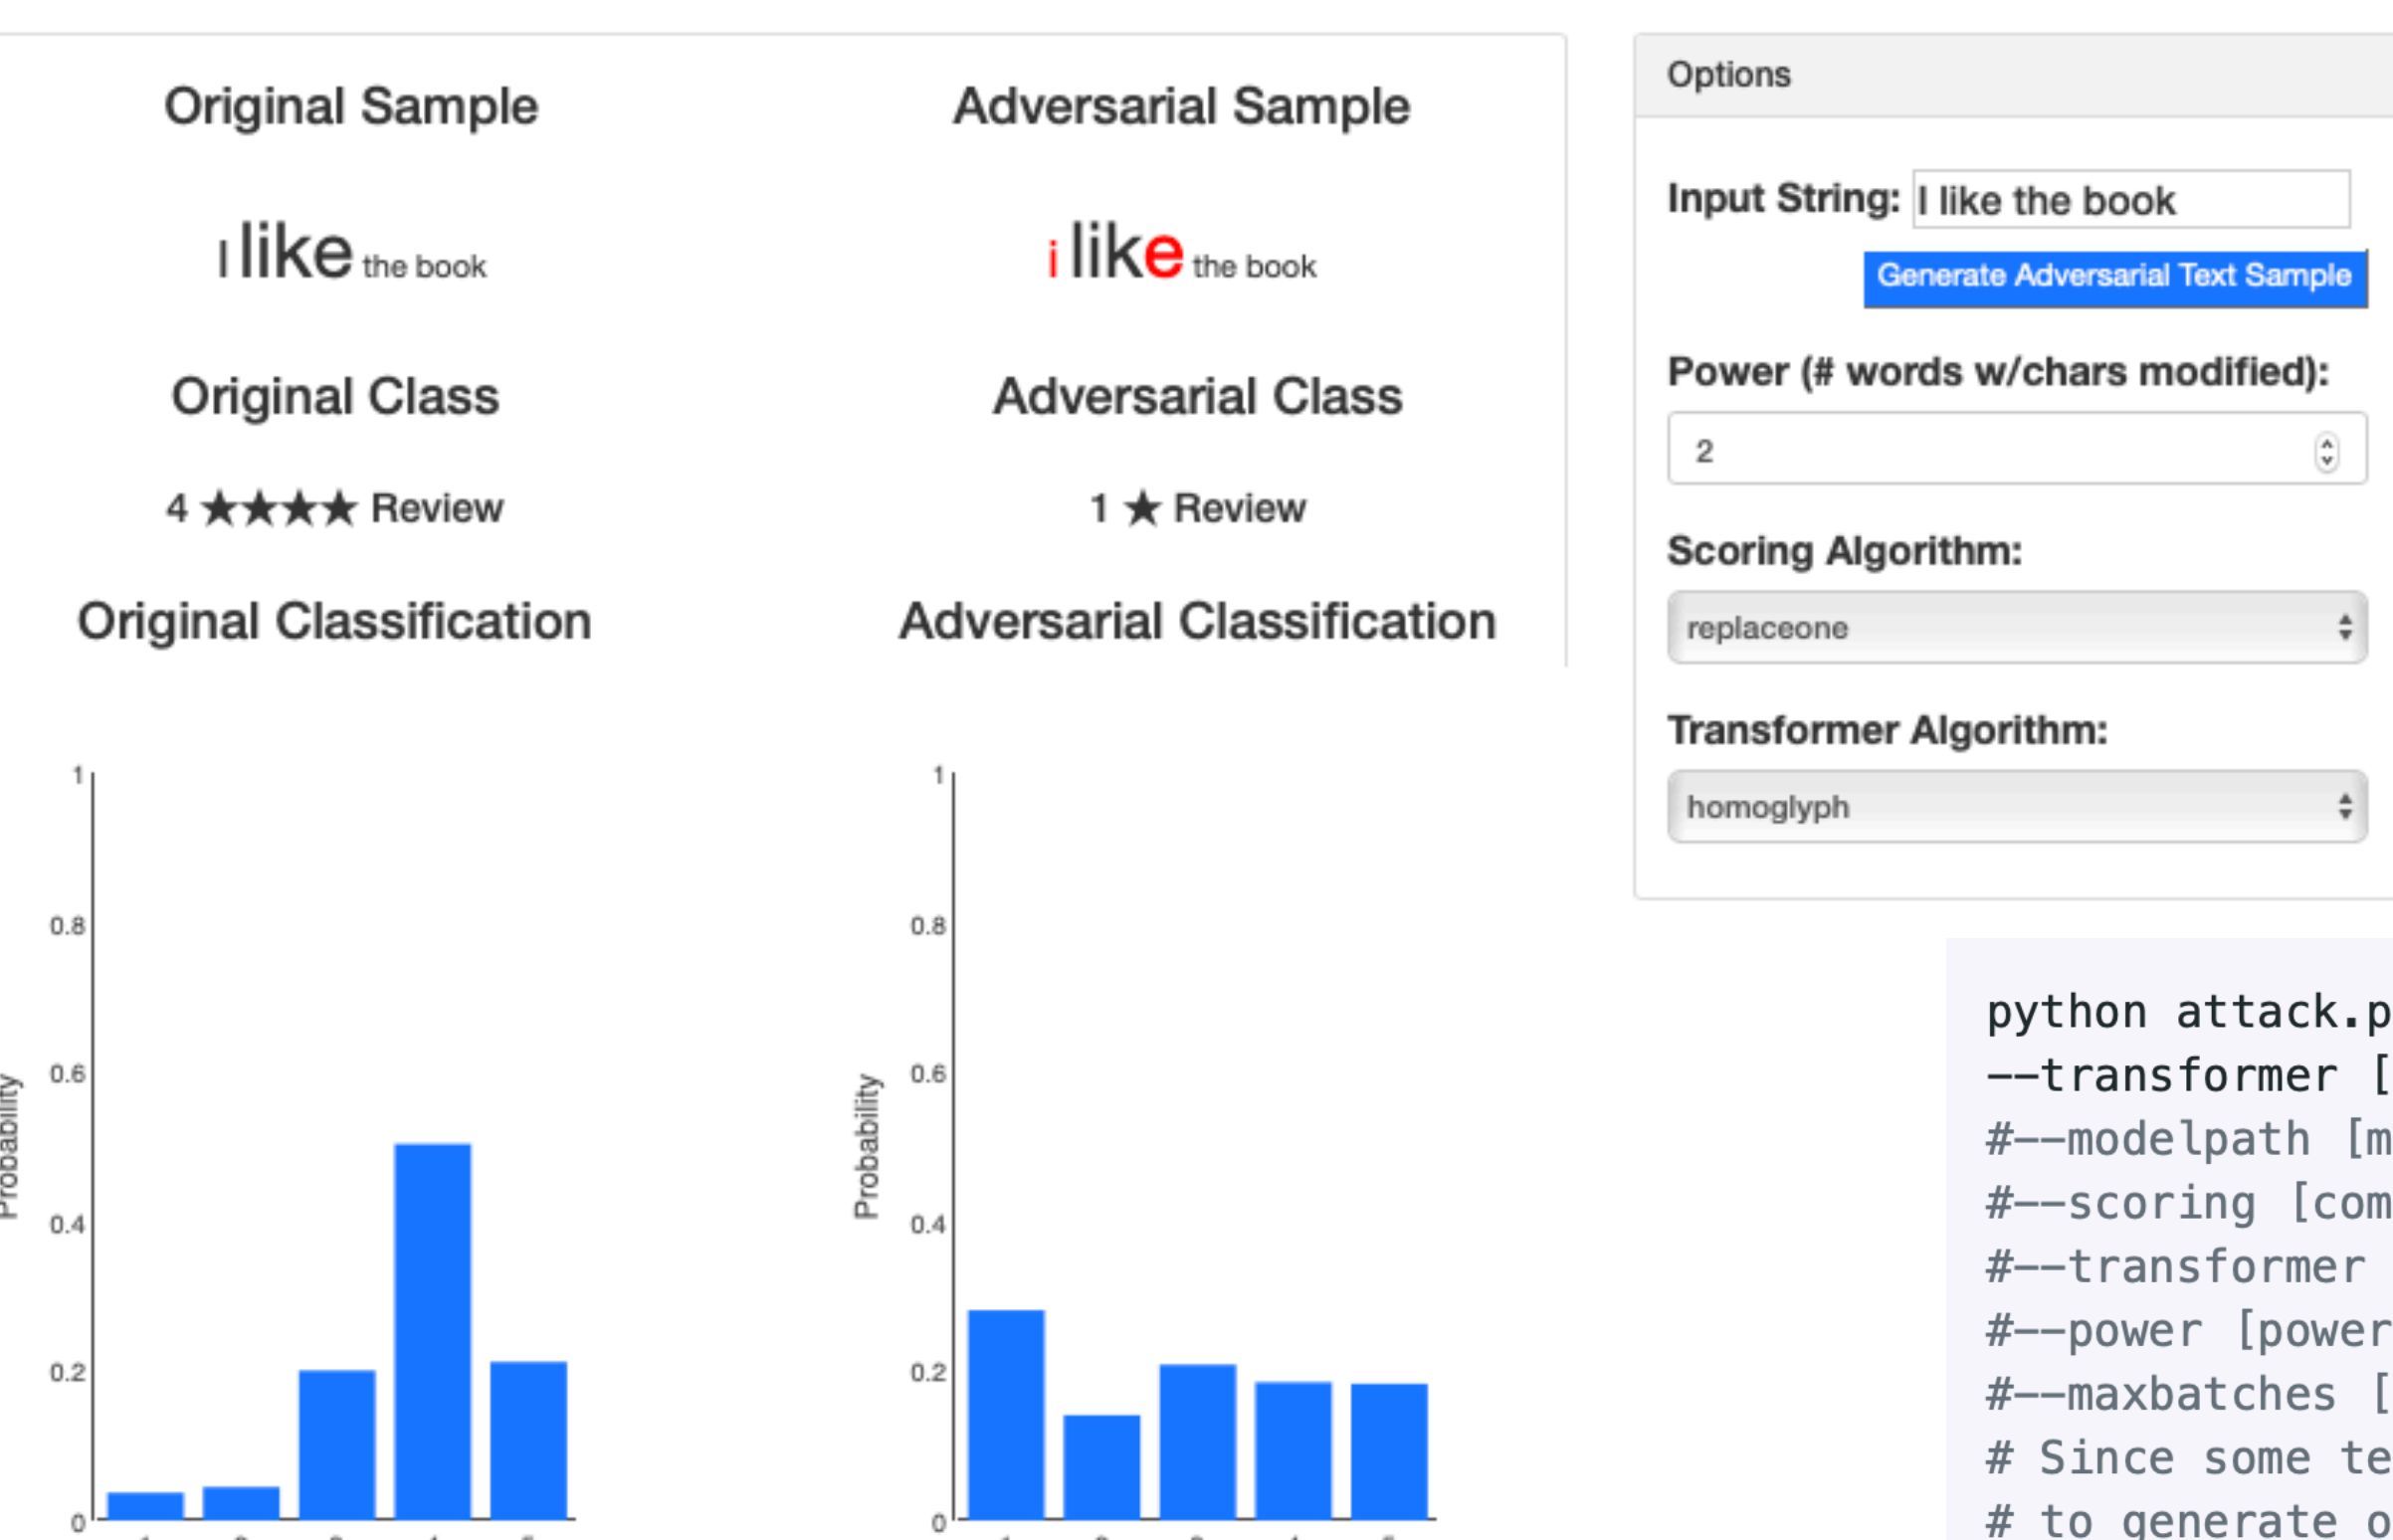 Original Sample
I like the book
Original Class
4 ★★★★ Review
Original Classification
1
0.8
0.6
0.4
0.2
0
Probability
Adversarial Sample
i like the book
Adversarial Class
1 ★ Review
Adversarial Classification
1
0.8
0.6
0.4
0.2
0
Probability
Options
Input String: I like the book
Generate Adversarial Text Sample
Power (# words w/chars modified):
2
Scoring Algorithm:
replaceone
Transformer Algorithm:
homoglyph
python attack.p
--transformer [
#--modelpath [m
#--scoring [com
#--transformer
#--power [power
#--maxbatches [
# Since some te
# to generate o